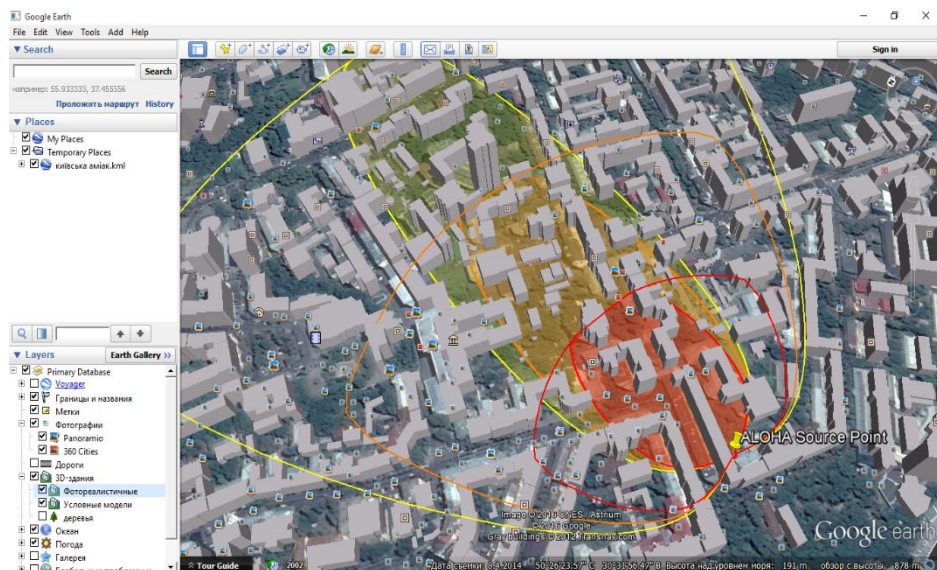 Google Earth
File Edit View Tools Add Help
Search
Sign in
Search
например: 55.933333, 37.455556
Проложить маршрут History
Places
My Places
Temporary Places
київська аміак.kml
Layers
Earth Gallery >>
Primary Database
Voyager
Границы и названия
Метки
Фотографии
Panoramio
360 Cities
Дороги
3D-здания
Фотореалистичные
Условные модели
деревья
Океан
Погода
Галерея
ALOHA Source Point
Image © 2016 CNES / Astrium
© 2016 Google
Gray buildings © 2012 Transnav.com
Google earth
Tour Guide
2002
Дата съемки: 8.4.2014 50°26'23.57" С 30°31'56.47" В Высота над уровнем моря: 191 m обзор с высоты 878 m